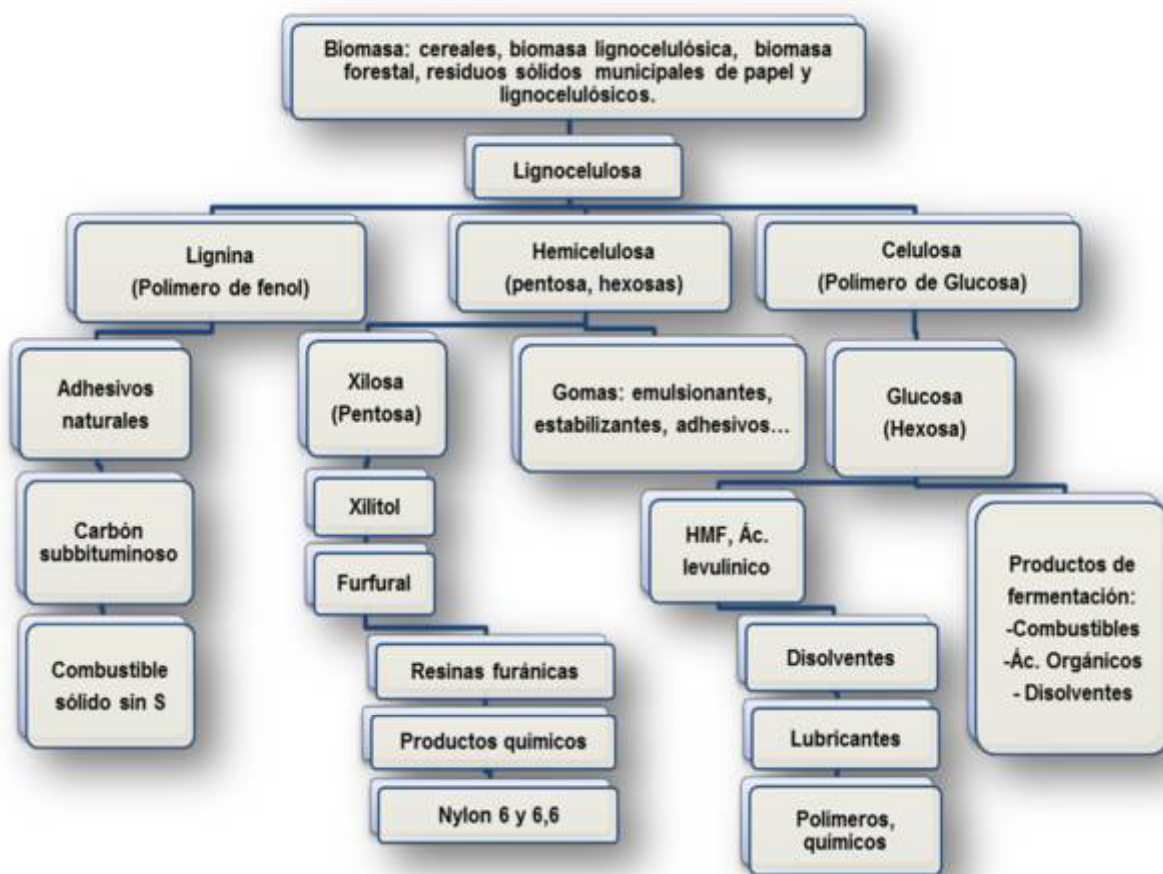 Biomasa: cereales, biomasa lignocelulósica, biomasa
forestal, residuos sólidos municipales de papel y
lignocelulósicos.
Lignocelulosa
Lignina
(Polimero de fenol)
Hemicelulosa
(pentosa, hexosas)
Celulosa
(Polimero de Glucosa)
Adhesivos
naturales
Xilosa
(Pentosa)
Gomas: emulsionantes,
estabilizantes, adhesivos...
Glucosa
(Hexosa)
Carbón
subbituminoso
Xilitol
Furfural
HMF, Ác.
levulínico
Productos de
fermentación:
-Combustibles
-Ác. Orgánicos
- Disolventes
Combustible
sólido sin S
Resinas furánicas
Productos químicos
Nylon 6 y 6,6
Disolventes
Lubricantes
Polímeros,
químicos